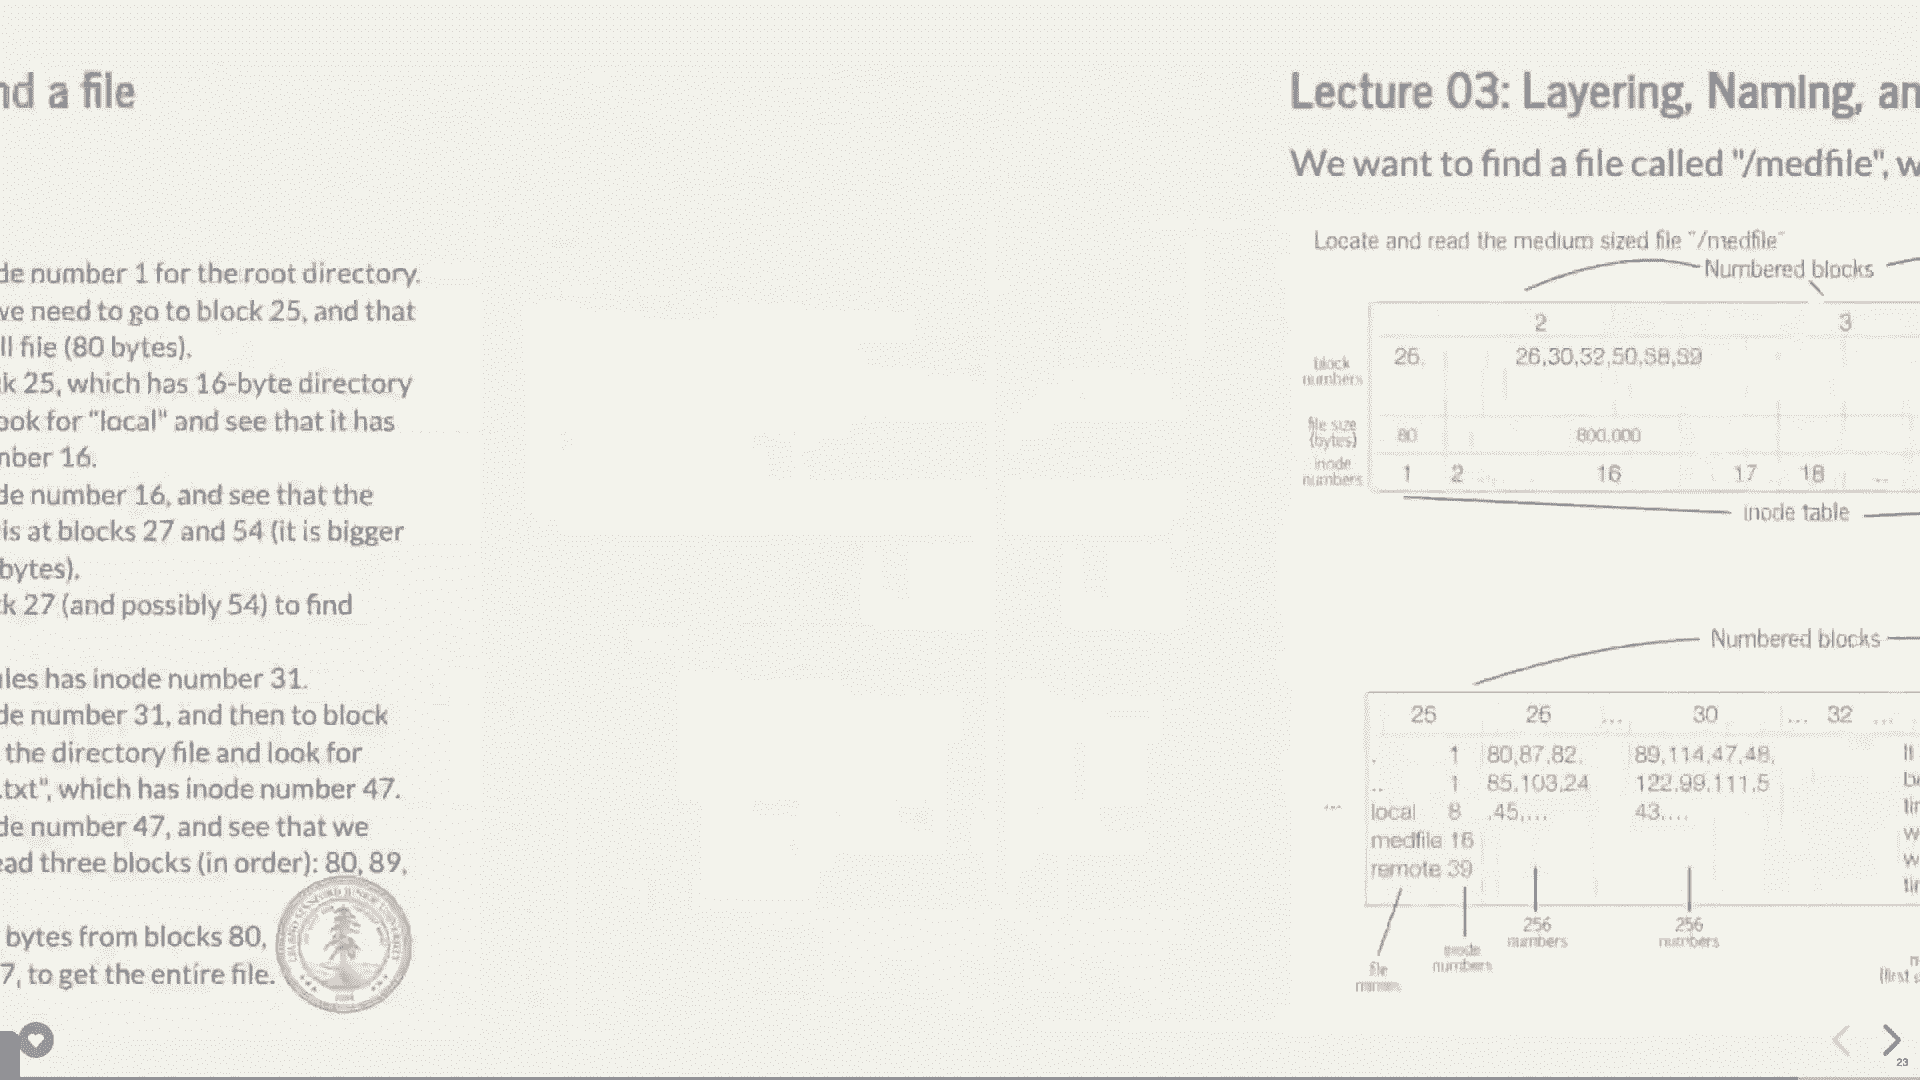 nd a file
de number 1 for the root directory.
we need to go to block 25, and that
ll file (80 bytes).
k 25, which has 16-byte directory
ook for "local" and see that it has
mber 16.
de number 16, and see that the
is at blocks 27 and 54 (it is bigger
bytes).
k 27 (and possibly 54) to find
ules has inode number 31.
de number 31, and then to block
the directory file and look for
.txt", which has inode number 47.
de number 47, and see that we
ead three blocks (in order): 80, 89,
bytes from blocks 80,
7, to get the entire file.
Lecture 03: Layering, Naming, an
We want to find a file called "/medfile", w
Locate and read the medium sized file "/medfile"
Numbered blocks
2 3
block
numbers
26,30,32,50,58,59
file size
(bytes)
80 800,000
inode
numbers
1 2 ... 16 17 18 ...
inode table
Numbered blocks
25 26 ... 30 ... 32 ...
. 1 80,87,82, 89,114,47,48,
.. 1 85,103,24 122,99,111,5
... local 8 ,45,... 43,...
medfile 16
remote 39
256
numbers
256
numbers
inode
numbers
file
names
23